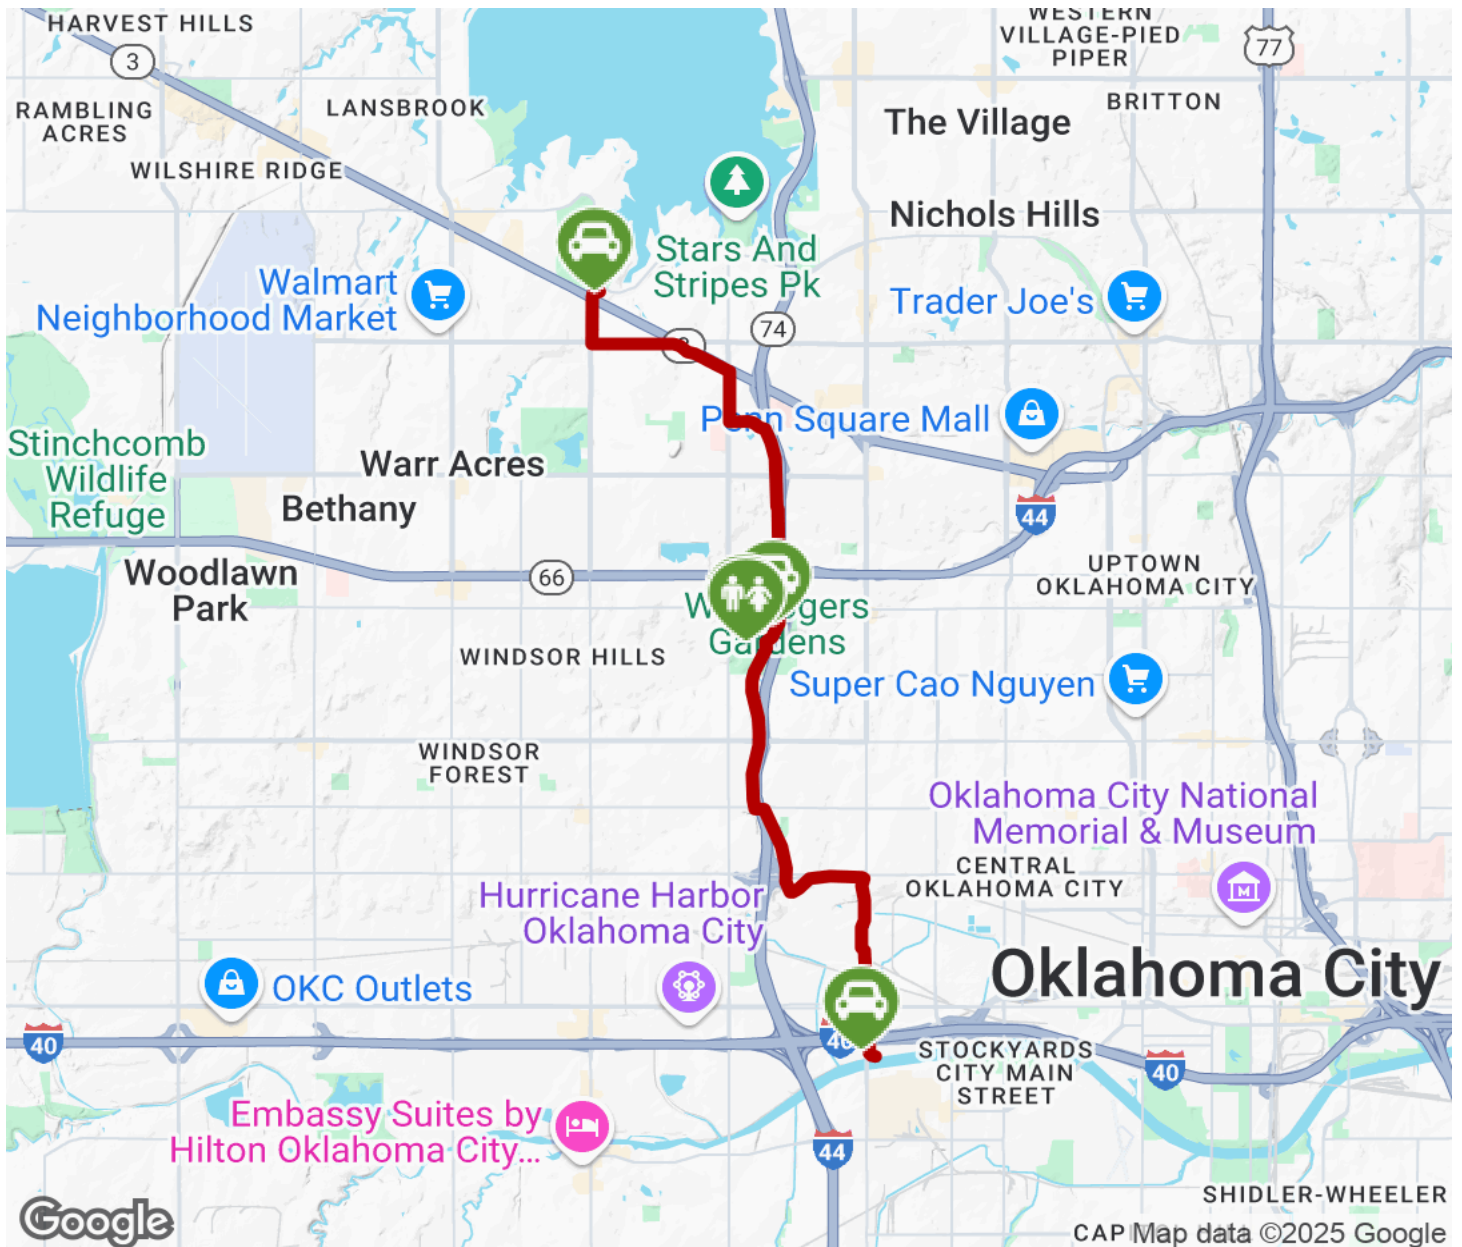 HARVEST HILLS
3
RAMBLING
ACRES
LANSBROOK
WILSHIRE RIDGE
WESTERN
VILLAGE-PIED
PIPER
77
The Village
BRITTON
Nichols Hills
Stars And
Stripes Pk
Walmart
Neighborhood Market
Trader Joe's
74
Penn Square Mall
Stinchcomb
Wildlife
Refuge
Warr Acres
Bethany
44
Woodlawn
Park
66
UPTOWN
OKLAHOMA CITY
Gardens
WINDSOR HILLS
Super Cao Nguyen
WINDSOR
FOREST
Oklahoma City National
Memorial & Museum
CENTRAL
OKLAHOMA CITY
Hurricane Harbor
Oklahoma City
OKC Outlets
Oklahoma City
40
40
STOCKYARDS
CITY MAIN
STREET
40
Embassy Suites by
Hilton Oklahoma City...
44
SHIDLER-WHEELER
Google
CAP
Map data ©2025 Google